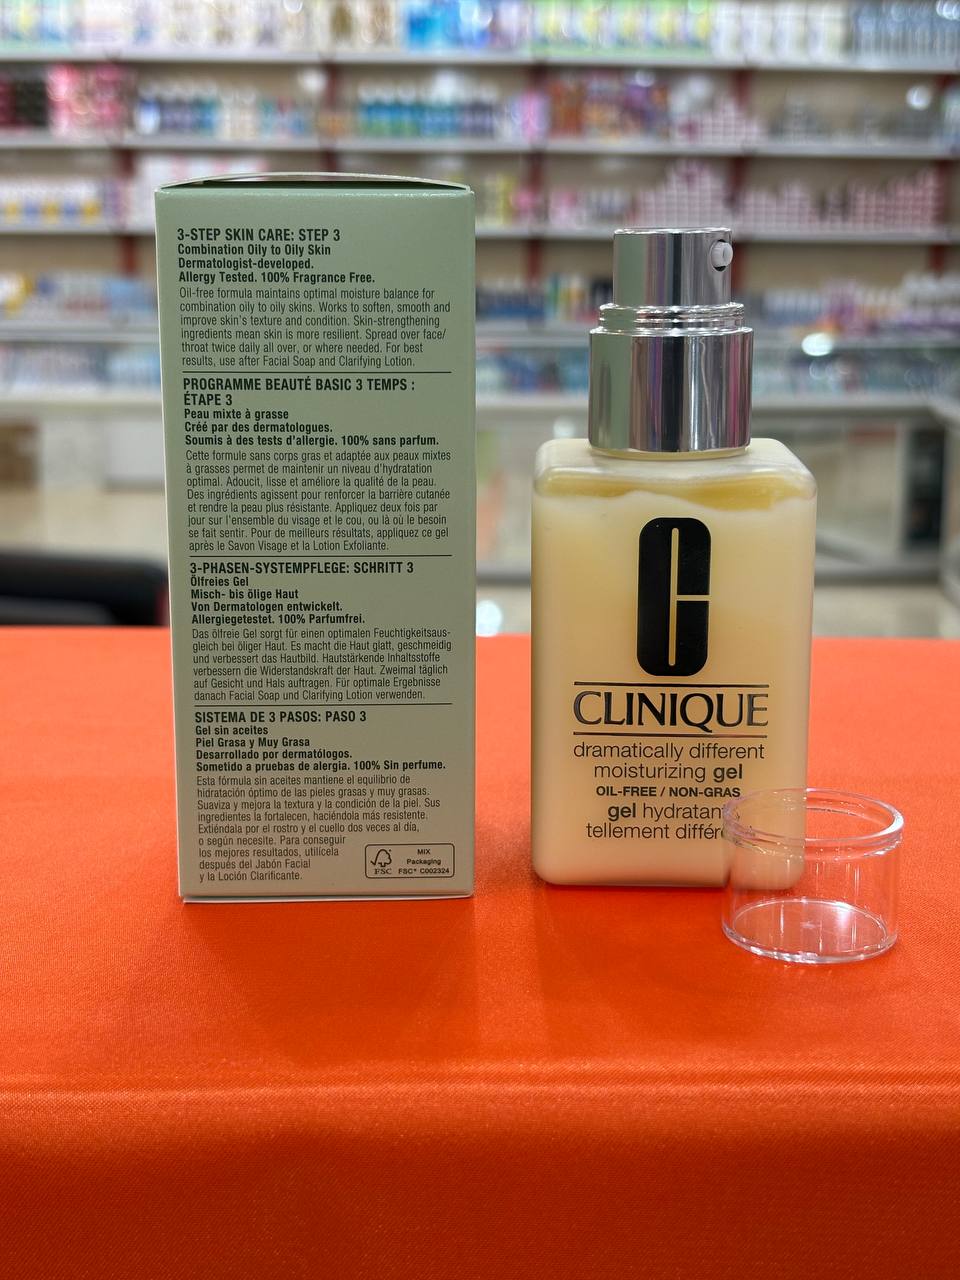 3-STEP SKIN CARE: STEP 3
Combination Oily to Oily Skin
Dermatologist-developed.
Allergy Tested. 100% Fragrance Free.
Oil-free formula maintains optimal moisture balance for
combination oily to oily skins. Works to soften, smooth and
improve skin's texture and condition. Skin-strengthening
ingredients mean skin is more resilient. Spread over face/
throat twice daily all over, or where needed. For best
results, use after Facial Soap and Clarifying Lotion.
PROGRAMME BEAUTÉ BASIC 3 TEMPS :
ÉTAPE 3
Peau mixte à grasse
Créé par des dermatologues.
Soumis à des tests d'allergie. 100% sans parfum.
Cette formule sans corps gras et adaptée aux peaux mixtes
à grasses permet de maintenir un niveau d'hydratation
optimal. Adoucit, lisse et améliore la qualité de la peau.
Des ingrédients agissent pour renforcer la barrière cutanée
et rendre la peau plus résistante. Appliquez deux fois par
jour sur l'ensemble du visage et le cou, ou là où le besoin
se fait sentir. Pour de meilleurs résultats, appliquez ce gel
après le Savon Visage et la Lotion Exfoliante.
3-PHASEN-SYSTEMPFLEGE: SCHRITT 3
Ölfreies Gel
Misch- bis ölige Haut
Von Dermatologen entwickelt.
Allergiegetestet. 100% Parfumfrei.
Das ölfreie Gel sorgt für einen optimalen Feuchtigkeitsaus-
gleich bei öliger Haut. Es macht die Haut glatt, geschmeidig
und verbessert das Hautbild. Hautstärkende Inhaltsstoffe
verbessern die Widerstandskraft der Haut. Zweimal täglich
auf Gesicht und Hals auftragen. Für optimale Ergebnisse
danach Facial Soap und Clarifying Lotion verwenden.
SISTEMA DE 3 PASOS: PASO 3
Gel sin aceites
Piel Grasa y Muy Grasa
Desarrollado por dermatólogos.
Sometido a pruebas de alergia. 100% Sin perfume.
Esta fórmula sin aceites mantiene el equilibrio de
hidratación óptimo de las pieles grasas y muy grasas.
Suaviza y mejora la textura y la condición de la piel. Sus
ingredientes la fortalecen, haciéndola más resistente.
Extiéndala por el rostro y el cuello dos veces al día,
o según necesite. Para conseguir
los mejores resultados, utilícela
después del Jabón Facial
y la Loción Clarificante.
FSC
MIX
Packaging
FSC® C002324
C
CLINIQUE
dramatically different
moisturizing gel
OIL-FREE / NON-GRAS
gel hydratant
tellement différe